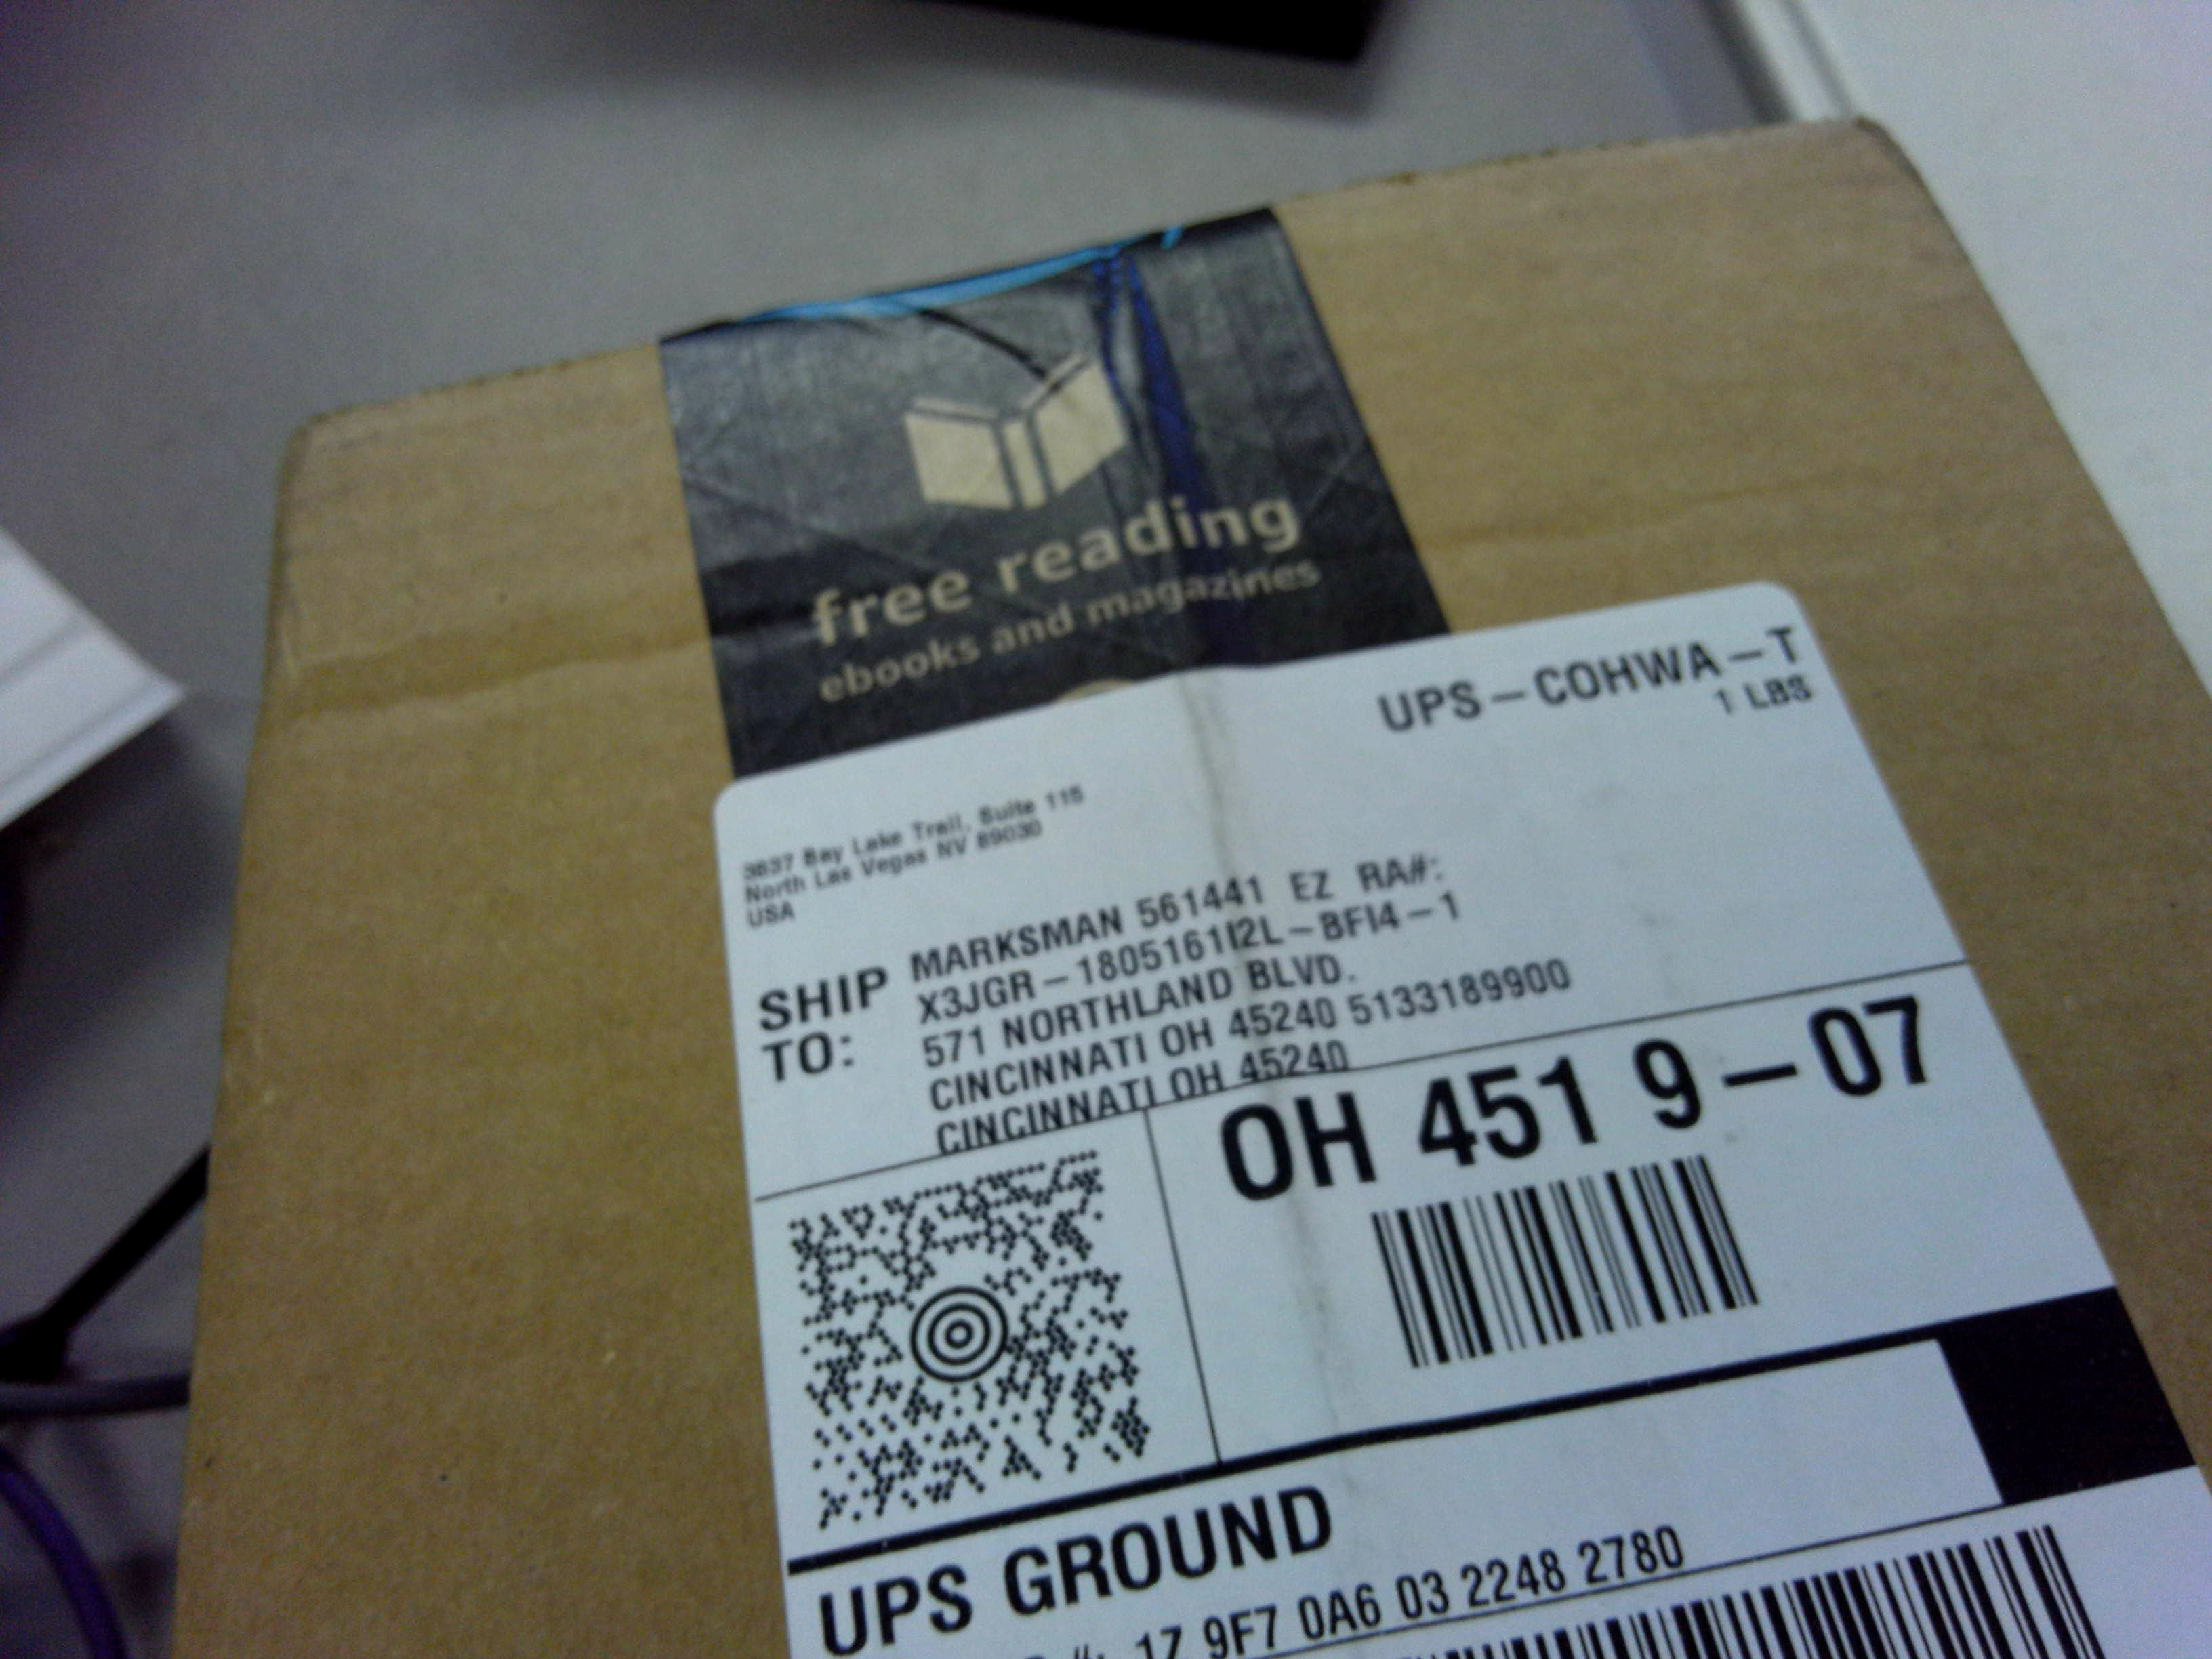 free reading
ebooks and magazines
UPS-COHWA-T
1 LBS
3837 Bay Lake Trail, Suite 115
North Las Vegas NV 89030
USA
SHIP TO:
MARKSMAN 561441 EZ RA#:
X3JGR-180516112L-BFI4-1
571 NORTHLAND BLVD.
CINCINNATI OH 45240 5133189900
CINCINNATI OH 45240
OH 451 9-07
UPS GROUND
#: 1Z 9F7 0A6 03 2248 2780